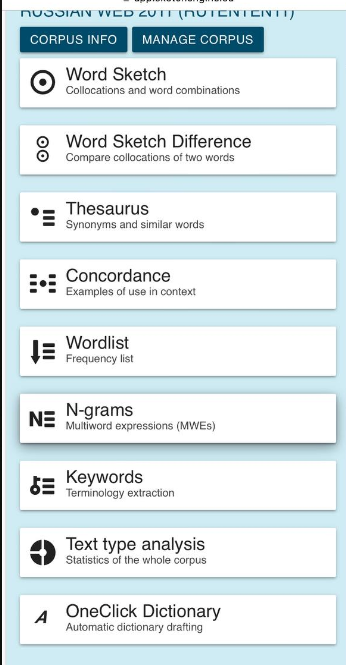 RUSSIAN WEB 2011 (RUTENTEN11)
CORPUS INFO
MANAGE CORPUS
Word Sketch
Collocations and word combinations
Word Sketch Difference
Compare collocations of two words
Thesaurus
Synonyms and similar words
Concordance
Examples of use in context
Wordlist
Frequency list
N-grams
Multiword expressions (MWEs)
Keywords
Terminology extraction
Text type analysis
Statistics of the whole corpus
OneClick Dictionary
Automatic dictionary drafting